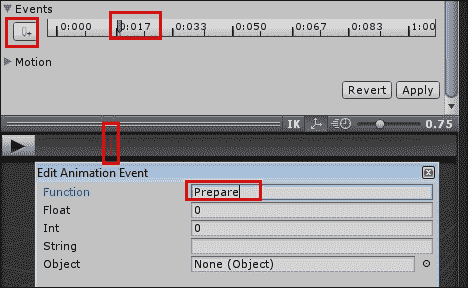 Events
0:000 0:017 0:033 0:050 0:067 0:083 1:00
Motion
Revert Apply
IK 0.75
Edit Animation Event
Function Prepare
Float 0
Int 0
String
Object None (Object)